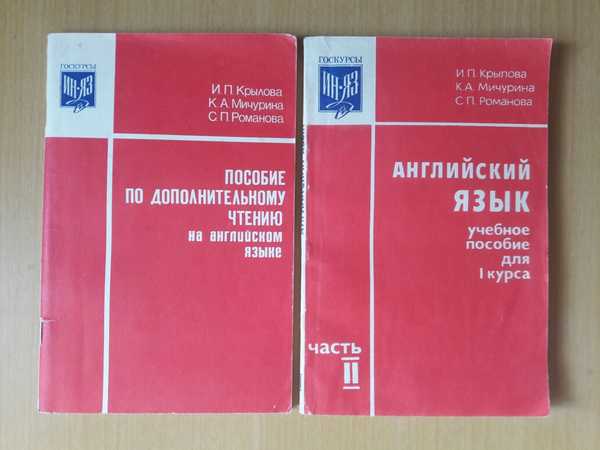 ГОСКУРСЫ
ИН-ЯЗ
И.П. Крылова
К.А. Мичурина
С.П. Романова
ПОСОБИЕ
ПО ДОПОЛНИТЕЛЬНОМУ
ЧТЕНИЮ
на английском
языке
ГОСКУРСЫ
ИН-ЯЗ
И.П. Крылова
К.А. Мичурина
С.П. Романова
АНГЛИЙСКИЙ
ЯЗЫК
учебное
пособие
для
I курса
часть
II